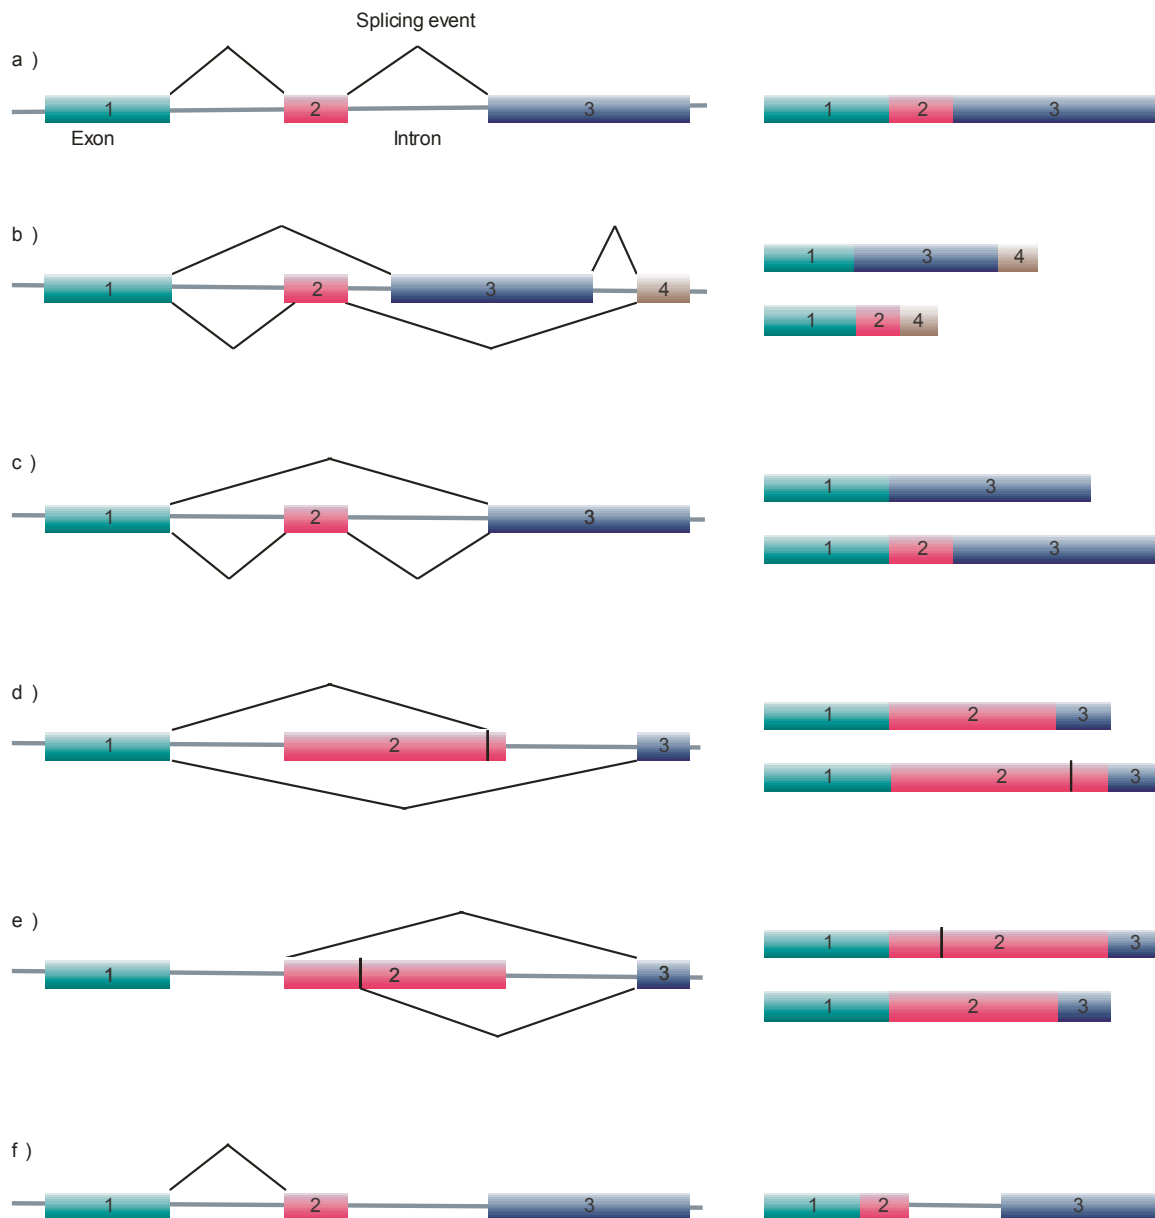 Splicing event
a )
1 2 3 1 2 3
Exon Intron
b )
1 2 3 4 1 3 4
1 2 4
c )
1 2 3 1 3
1 2 3
d )
1 2 3 1 2 3
1 2 3
e )
1 2 3 1 2 3
1 2 3
f )
1 2 3 1 2 3